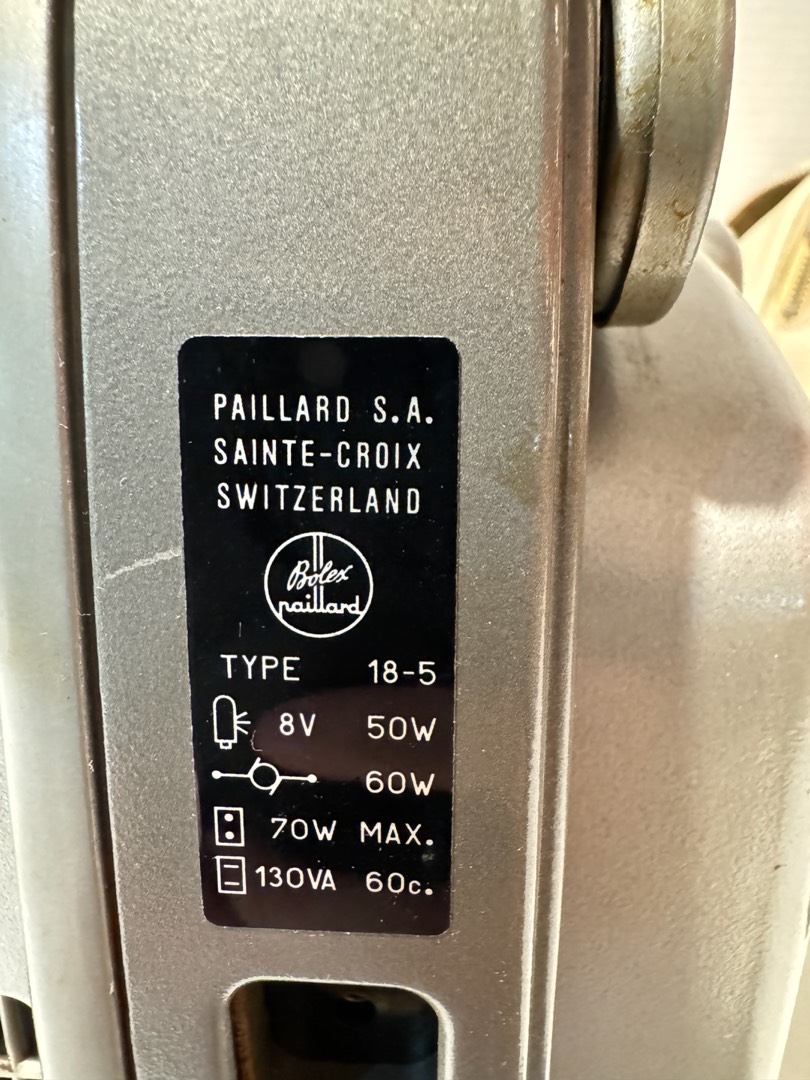 PAILLARD S.A.
SAINTE-CROIX
SWITZERLAND
Bolex
paillard
TYPE 18-5
8V 50W
60W
70W MAX.
130VA 60c.